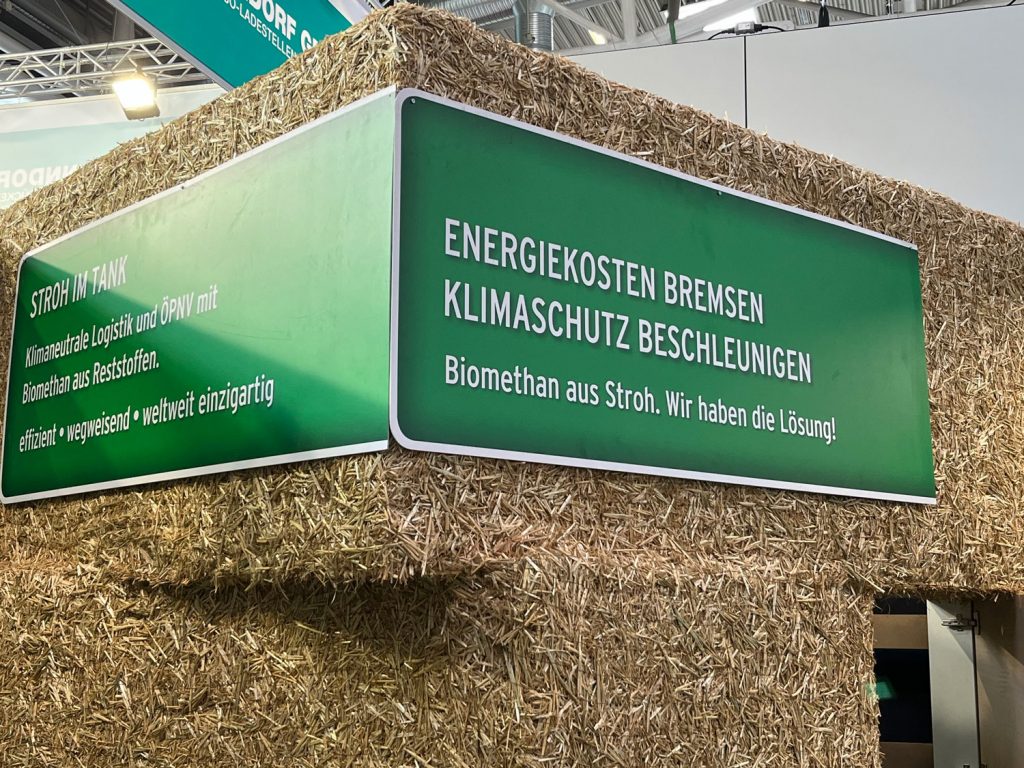 STROH IM TANK
Klimaneutrale Logistik und ÖPNV mit
Biomethan aus Reststoffen.
effizient • wegweisend • weltweit einzigartig
ENERGIEKOSTEN BREMSEN
KLIMASCHUTZ BESCHLEUNIGEN
Biomethan aus Stroh. Wir haben die Lösung!